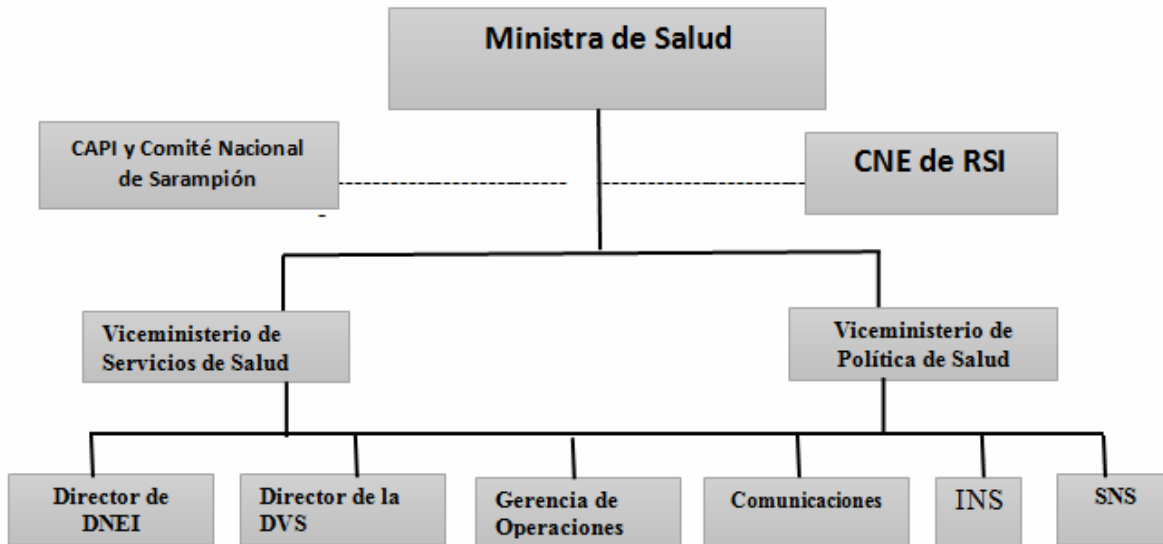 Ministra de Salud
CAPI y Comité Nacional
de Sarampión
CNE de RSI
Viceministerio de
Servicios de Salud
Viceministerio de
Política de Salud
Director de
DNEI
Director de la
DVS
Gerencia de
Operaciones
Comunicaciones
INS
SNS